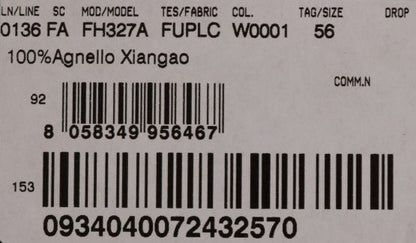 LN/LINE SC MOD/MODEL TES/FABRIC COL. TAG/SIZE DROP
0136 FA FH327A FUPLC W0001 56
100%Agnello Xiangao
COMM.N
92
8 058349 956467
153
0934040072432570